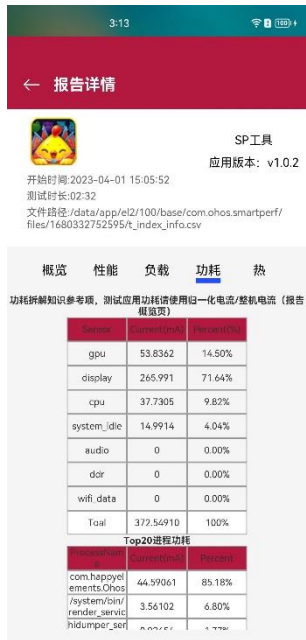 3:13
100
← 报告详情
SP工具
应用版本：v1.0.2
开始时间:2023-04-01 15:05:52
测试时长:02:32
文件路径:/data/app/el2/100/base/com.ohos.smartperf/
files/1680332752595/t_index_info.csv
概览 性能 负载 功耗 热
功耗拆解知识参考项，测试应用功耗请使用归一化电流/整机电流（报告
概览页）
Sensor Current(mA) Percent(%)
gpu 53.8362 14.50%
display 265.991 71.64%
cpu 37.7305 9.82%
system_idle 14.9914 4.04%
audio 0 0.00%
ddr 0 0.00%
wifi_data 0 0.00%
Toal 372.54910 100%
Top20进程功耗
ProcessNam
e Current(mA) Percent
com.happyel
ements.Ohos 44.59061 85.18%
/system/bin/
render_servic 3.56102 6.80%
hidumper_ser